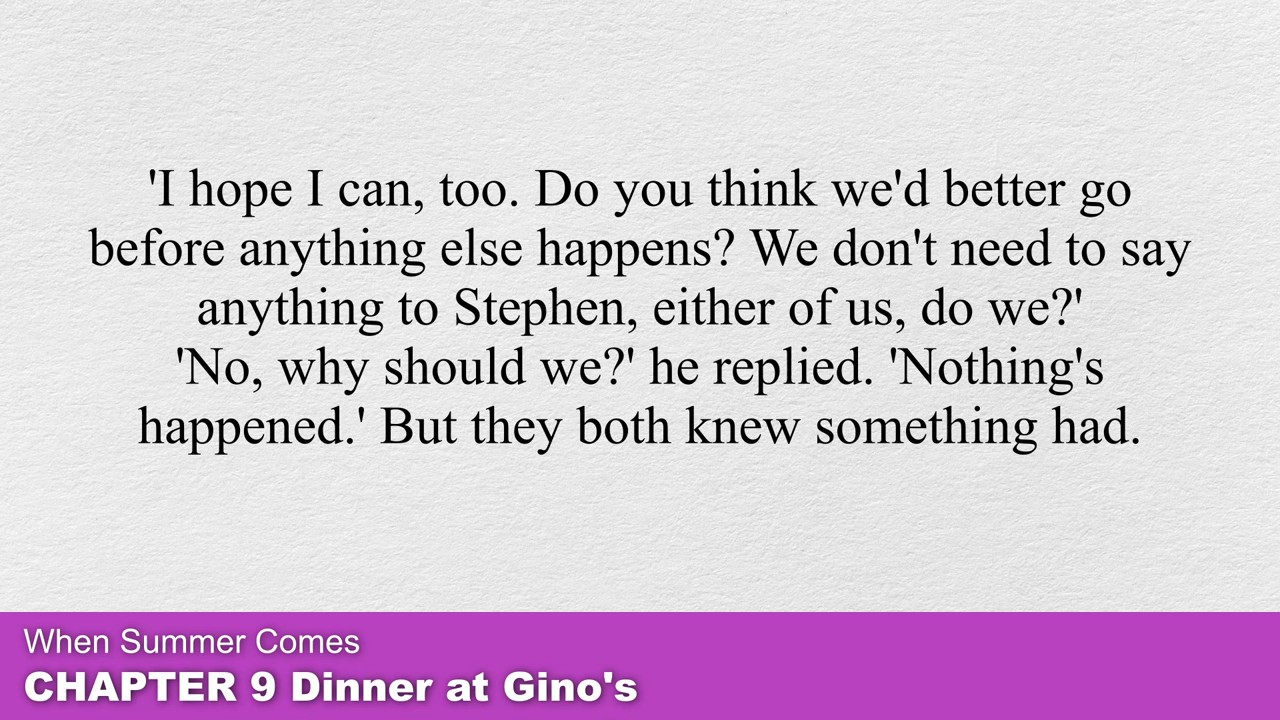 'I hope I can, too. Do you think we'd better go
before anything else happens? We don't need to say
anything to Stephen, either of us, do we?'
'No, why should we?' he replied. 'Nothing's
happened.' But they both knew something had.
When Summer Comes
CHAPTER 9 Dinner at Gino's